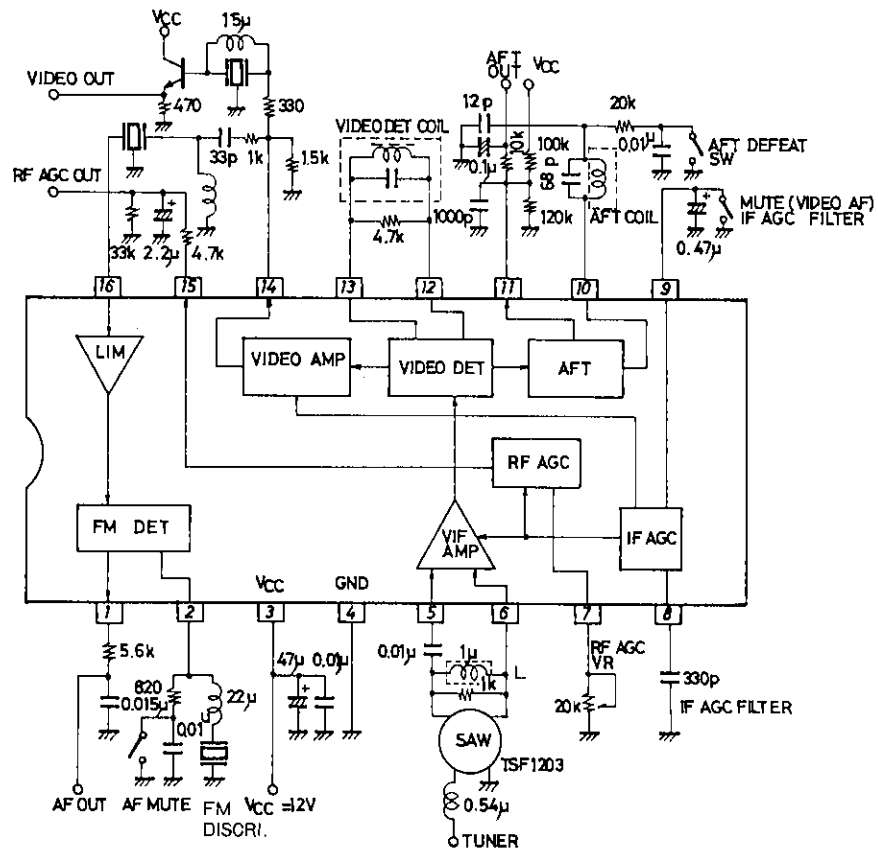 VCC
15μ
VIDEO OUT
470
330
33p
1k
1.5k
RF AGC OUT
33k
2.2μ
4.7k
VIDEO DET COIL
4.7k
AFT
OUT
VCC
12p
0.1μ
10k
100k
1000p
120k
68p
AFT COIL
20k
0.01μ
AFT DEFEAT
SW
MUTE (VIDEO AF)
IF AGC FILTER
0.47μ
16
15
14
13
12
11
10
9
LIM
VIDEO AMP
VIDEO DET
AFT
RF AGC
FM DET
VIF
AMP
IF AGC
VCC
GND
1
2
3
4
5
6
7
8
5.6k
820
0.015μ
0.01μ
22μ
47μ
0.01μ
0.01μ
1μ
L
1k
RF AGC
VR
20k
330p
IF AGC FILTER
SAW
TSF1203
0.54μ
TUNER
AF OUT
AF MUTE
FM
DISCRI.
VCC=12V